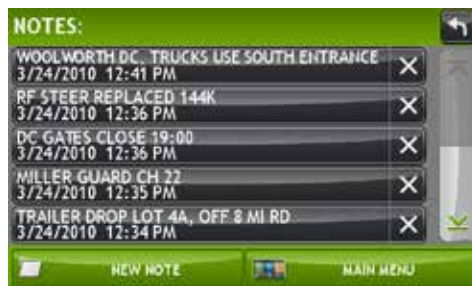 NOTES:
WOOLWORTH DC. TRUCKS USE SOUTH ENTRANCE
3/24/2010 12:41 PM
RF STEER REPLACED 144K
3/24/2010 12:36 PM
DC GATES CLOSE 19:00
3/24/2010 12:36 PM
MILLER GUARD CH 22
3/24/2010 12:35 PM
TRAILER DROP LOT 4A, OFF 8 MI RD
3/24/2010 12:34 PM
NEW NOTE
MAIN MENU